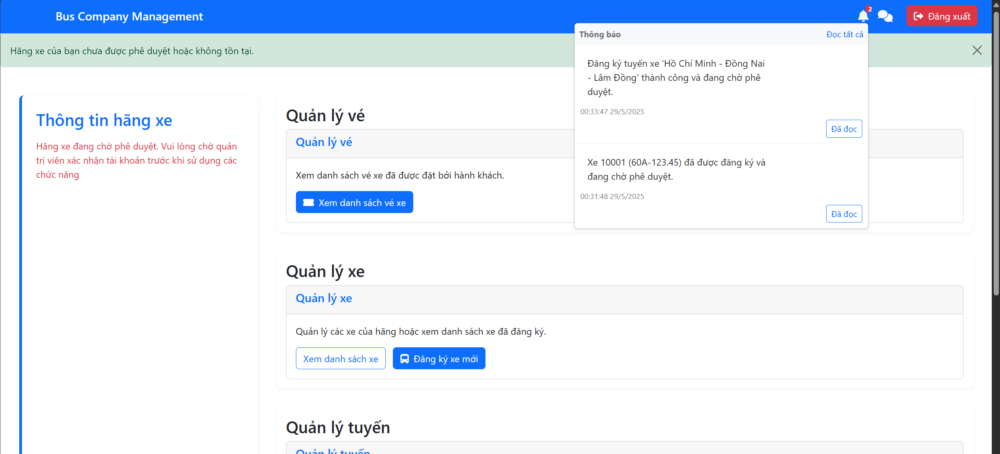 Bus Company Management
2
Đăng xuất
Thông báo
Đọc tất cả
Hãng xe của bạn chưa được phê duyệt hoặc không tồn tại.
Đăng ký tuyến xe 'Hồ Chí Minh - Đồng Nai
- Lâm Đồng' thành công và đang chờ phê
duyệt.
00:33:47 29/5/2025
Đã đọc
Xe 10001 (60A-123.45) đã được đăng ký và
đang chờ phê duyệt.
00:31:48 29/5/2025
Đã đọc
Thông tin hãng xe
Hãng xe đang chờ phê duyệt. Vui lòng chờ quản
trị viên xác nhận tài khoản trước khi sử dụng các
chức năng
Quản lý vé
Quản lý vé
Xem danh sách vé xe đã được đặt bởi hành khách.
Xem danh sách vé xe
Quản lý xe
Quản lý xe
Quản lý các xe của hãng hoặc xem danh sách xe đã đăng ký.
Xem danh sách xe
Đăng ký xe mới
Quản lý tuyến
Quản lý tuyến